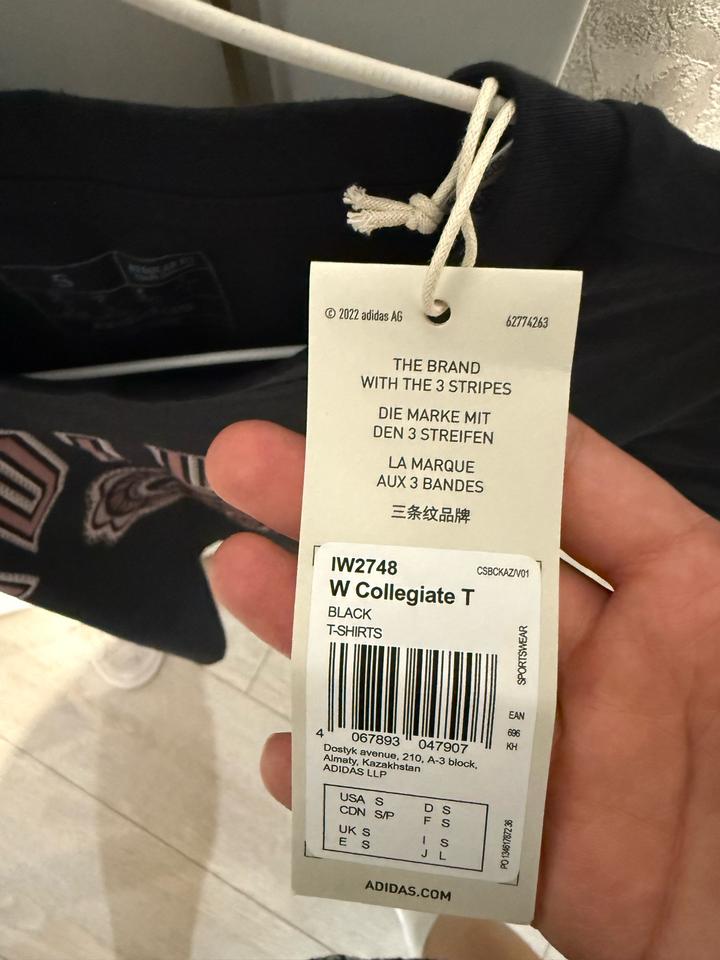 © 2022 adidas AG
62774263
THE BRAND
WITH THE 3 STRIPES
DIE MARKE MIT
DEN 3 STREIFEN
LA MARQUE
AUX 3 BANDES
三条纹品牌
IW2748
CSBCKAZ/V01
W Collegiate T
BLACK
T-SHIRTS
SPORTSWEAR
EAN
696
KH
4 067893 047907
Dostyk avenue, 210, A-3 block,
Almaty, Kazakhstan
ADIDAS LLP
USA S D S
CDN S/P F S
UK S I S
E S J L
ADIDAS.COM
S